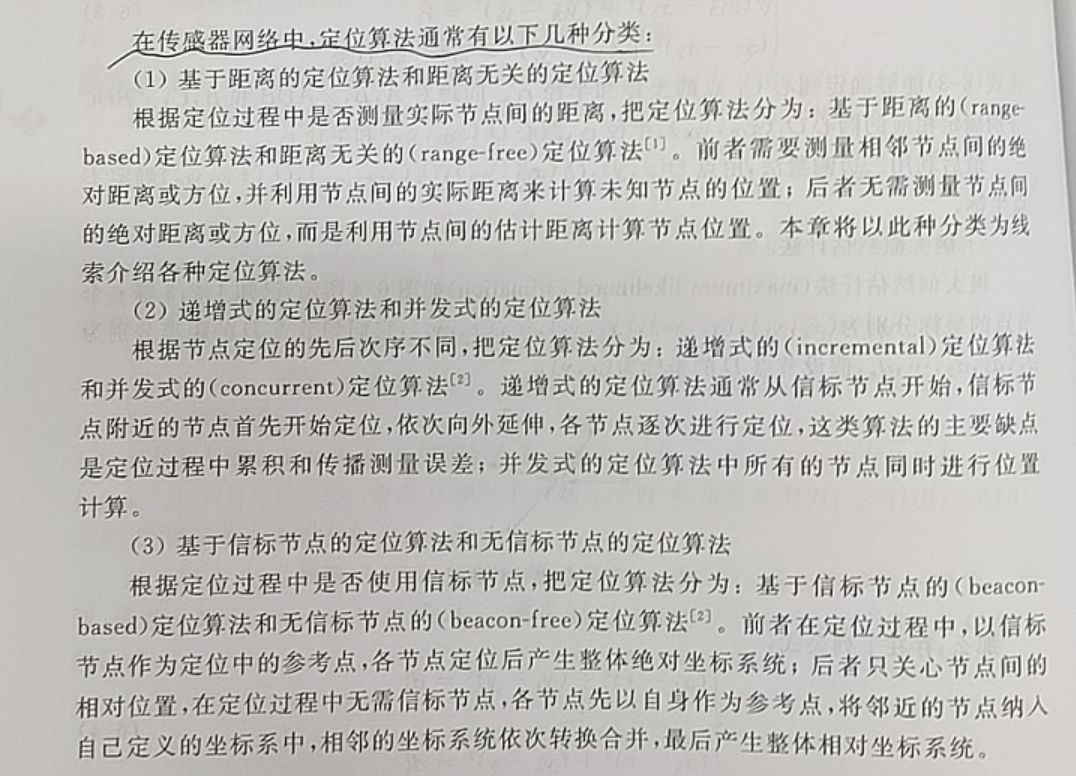 在传感器网络中,定位算法通常有以下几种分类:
(1) 基于距离的定位算法和距离无关的定位算法
根据定位过程中是否测量实际节点间的距离,把定位算法分为:基于距离的(range-
based)定位算法和距离无关的(range-free)定位算法[1]。前者需要测量相邻节点间的绝
对距离或方位,并利用节点间的实际距离来计算未知节点的位置;后者无需测量节点间
的绝对距离或方位,而是利用节点间的估计距离计算节点位置。本章将以此种分类为线
索介绍各种定位算法。
(2) 递增式的定位算法和并发式的定位算法
根据节点定位的先后次序不同,把定位算法分为:递增式的(incremental)定位算法
和并发式的(concurrent)定位算法[2]。递增式的定位算法通常从信标节点开始,信标节
点附近的节点首先开始定位,依次向外延伸,各节点逐次进行定位,这类算法的主要缺点
是定位过程中累积和传播测量误差;并发式的定位算法中所有的节点同时进行位置
计算。
(3) 基于信标节点的定位算法和无信标节点的定位算法
根据定位过程中是否使用信标节点,把定位算法分为:基于信标节点的(beacon-
based)定位算法和无信标节点的(beacon-free)定位算法[2]。前者在定位过程中,以信标
节点作为定位中的参考点,各节点定位后产生整体绝对坐标系统;后者只关心节点间的
相对位置,在定位过程中无需信标节点,各节点先以自身作为参考点,将邻近的节点纳入
自己定义的坐标系中,相邻的坐标系统依次转换合并,最后产生整体相对坐标系统。